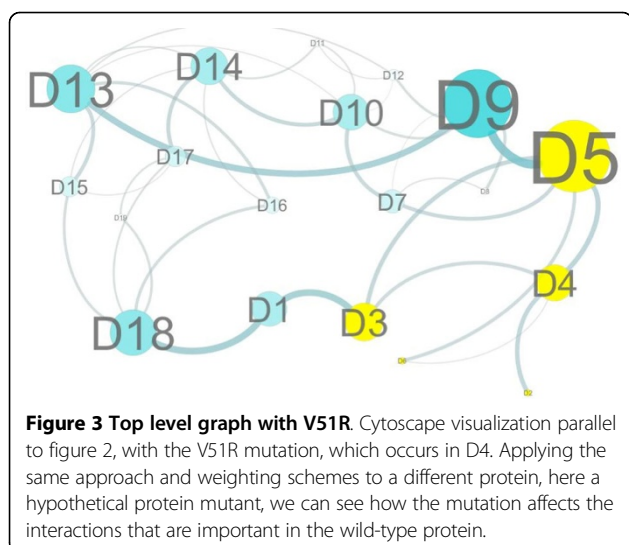 D11
D14
D12
D13
D9
D10
D5
D17
D15
D8
D7
D16
D19
D4
D1
D3
D18
D6
D2
Figure 3 Top level graph with V51R. Cytoscape visualization parallel
to figure 2, with the V51R mutation, which occurs in D4. Applying the
same approach and weighting schemes to a different protein, here a
hypothetical protein mutant, we can see how the mutation affects the
interactions that are important in the wild-type protein.